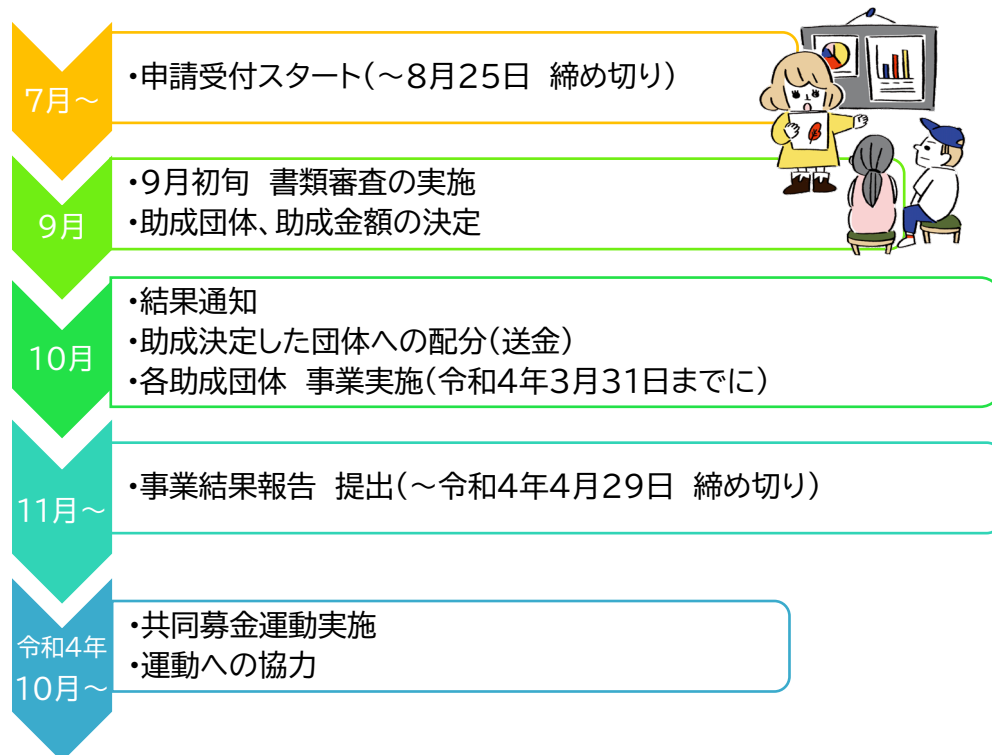 7月～
・申請受付スタート(～8月25日 締め切り)
9月
・9月初旬 書類審査の実施
・助成団体、助成金額の決定
10月
・結果通知
・助成決定した団体への配分(送金)
・各助成団体 事業実施(令和4年3月31日までに)
11月～
・事業結果報告 提出(～令和4年4月29日 締め切り)
令和4年
10月～
・共同募金運動実施
・運動への協力